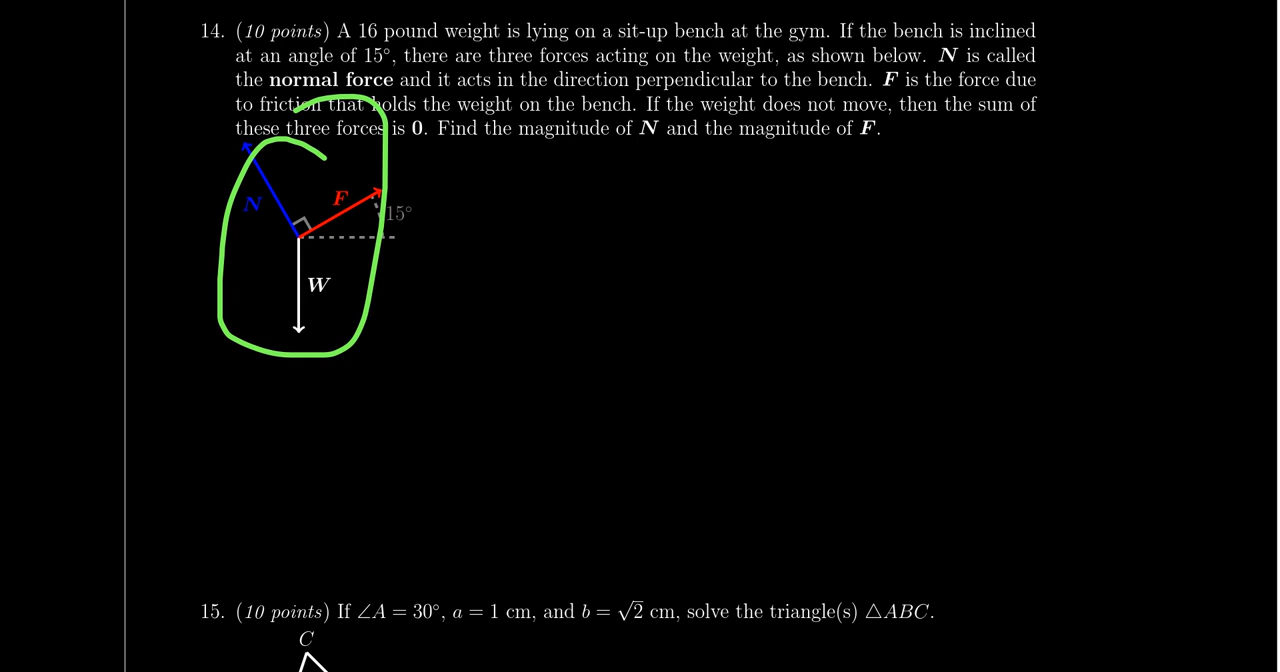 14. (10 points) A 16 pound weight is lying on a sit-up bench at the gym. If the bench is inclined
at an angle of 15°, there are three forces acting on the weight, as shown below. N is called
the normal force and it acts in the direction perpendicular to the bench. F is the force due
to friction that holds the weight on the bench. If the weight does not move, then the sum of
these three forces is 0. Find the magnitude of N and the magnitude of F.
F
N
15°
W
15. (10 points) If ∠A = 30°, a = 1 cm, and b = √2 cm, solve the triangle(s) △ABC.
C